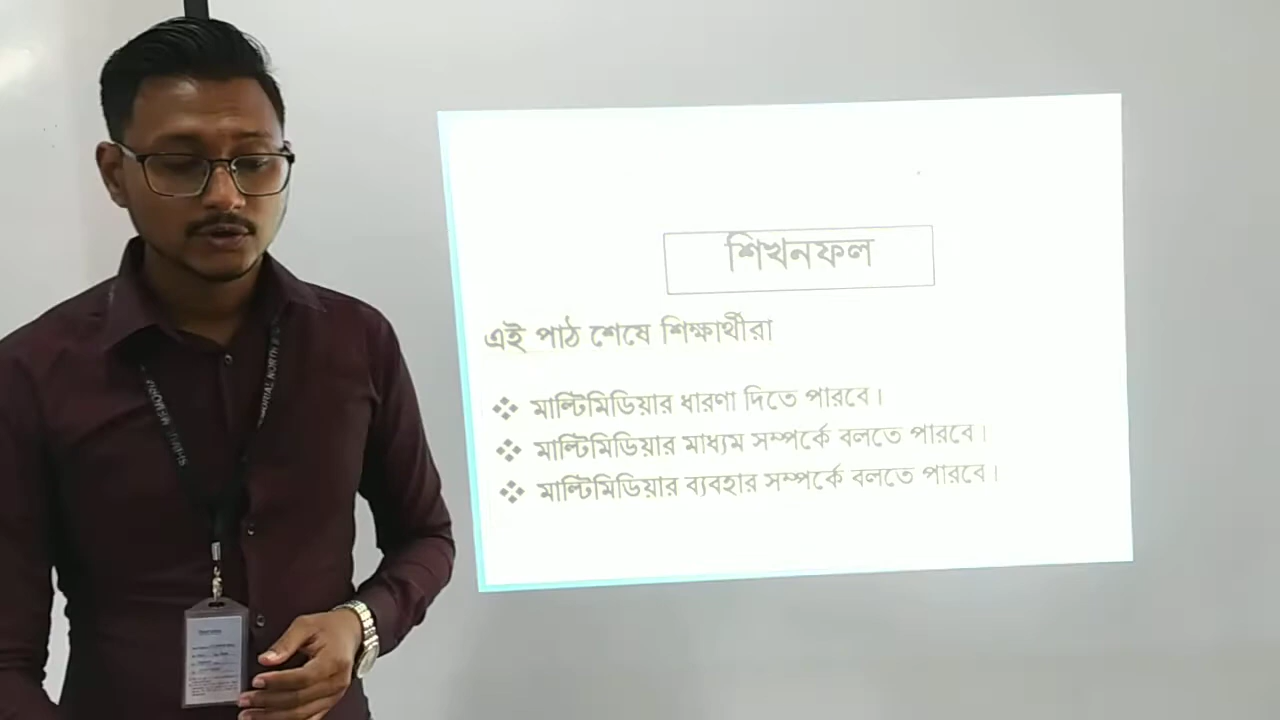 শিখনফল
এই পাঠ শেষে শিক্ষার্থীরা
❖ মাল্টিমিডিয়ার ধারণা দিতে পারবে।
❖ মাল্টিমিডিয়ার মাধ্যম সম্পর্কে বলতে পারবে।
❖ মাল্টিমিডিয়ার ব্যবহার সম্পর্কে বলতে পারবে।